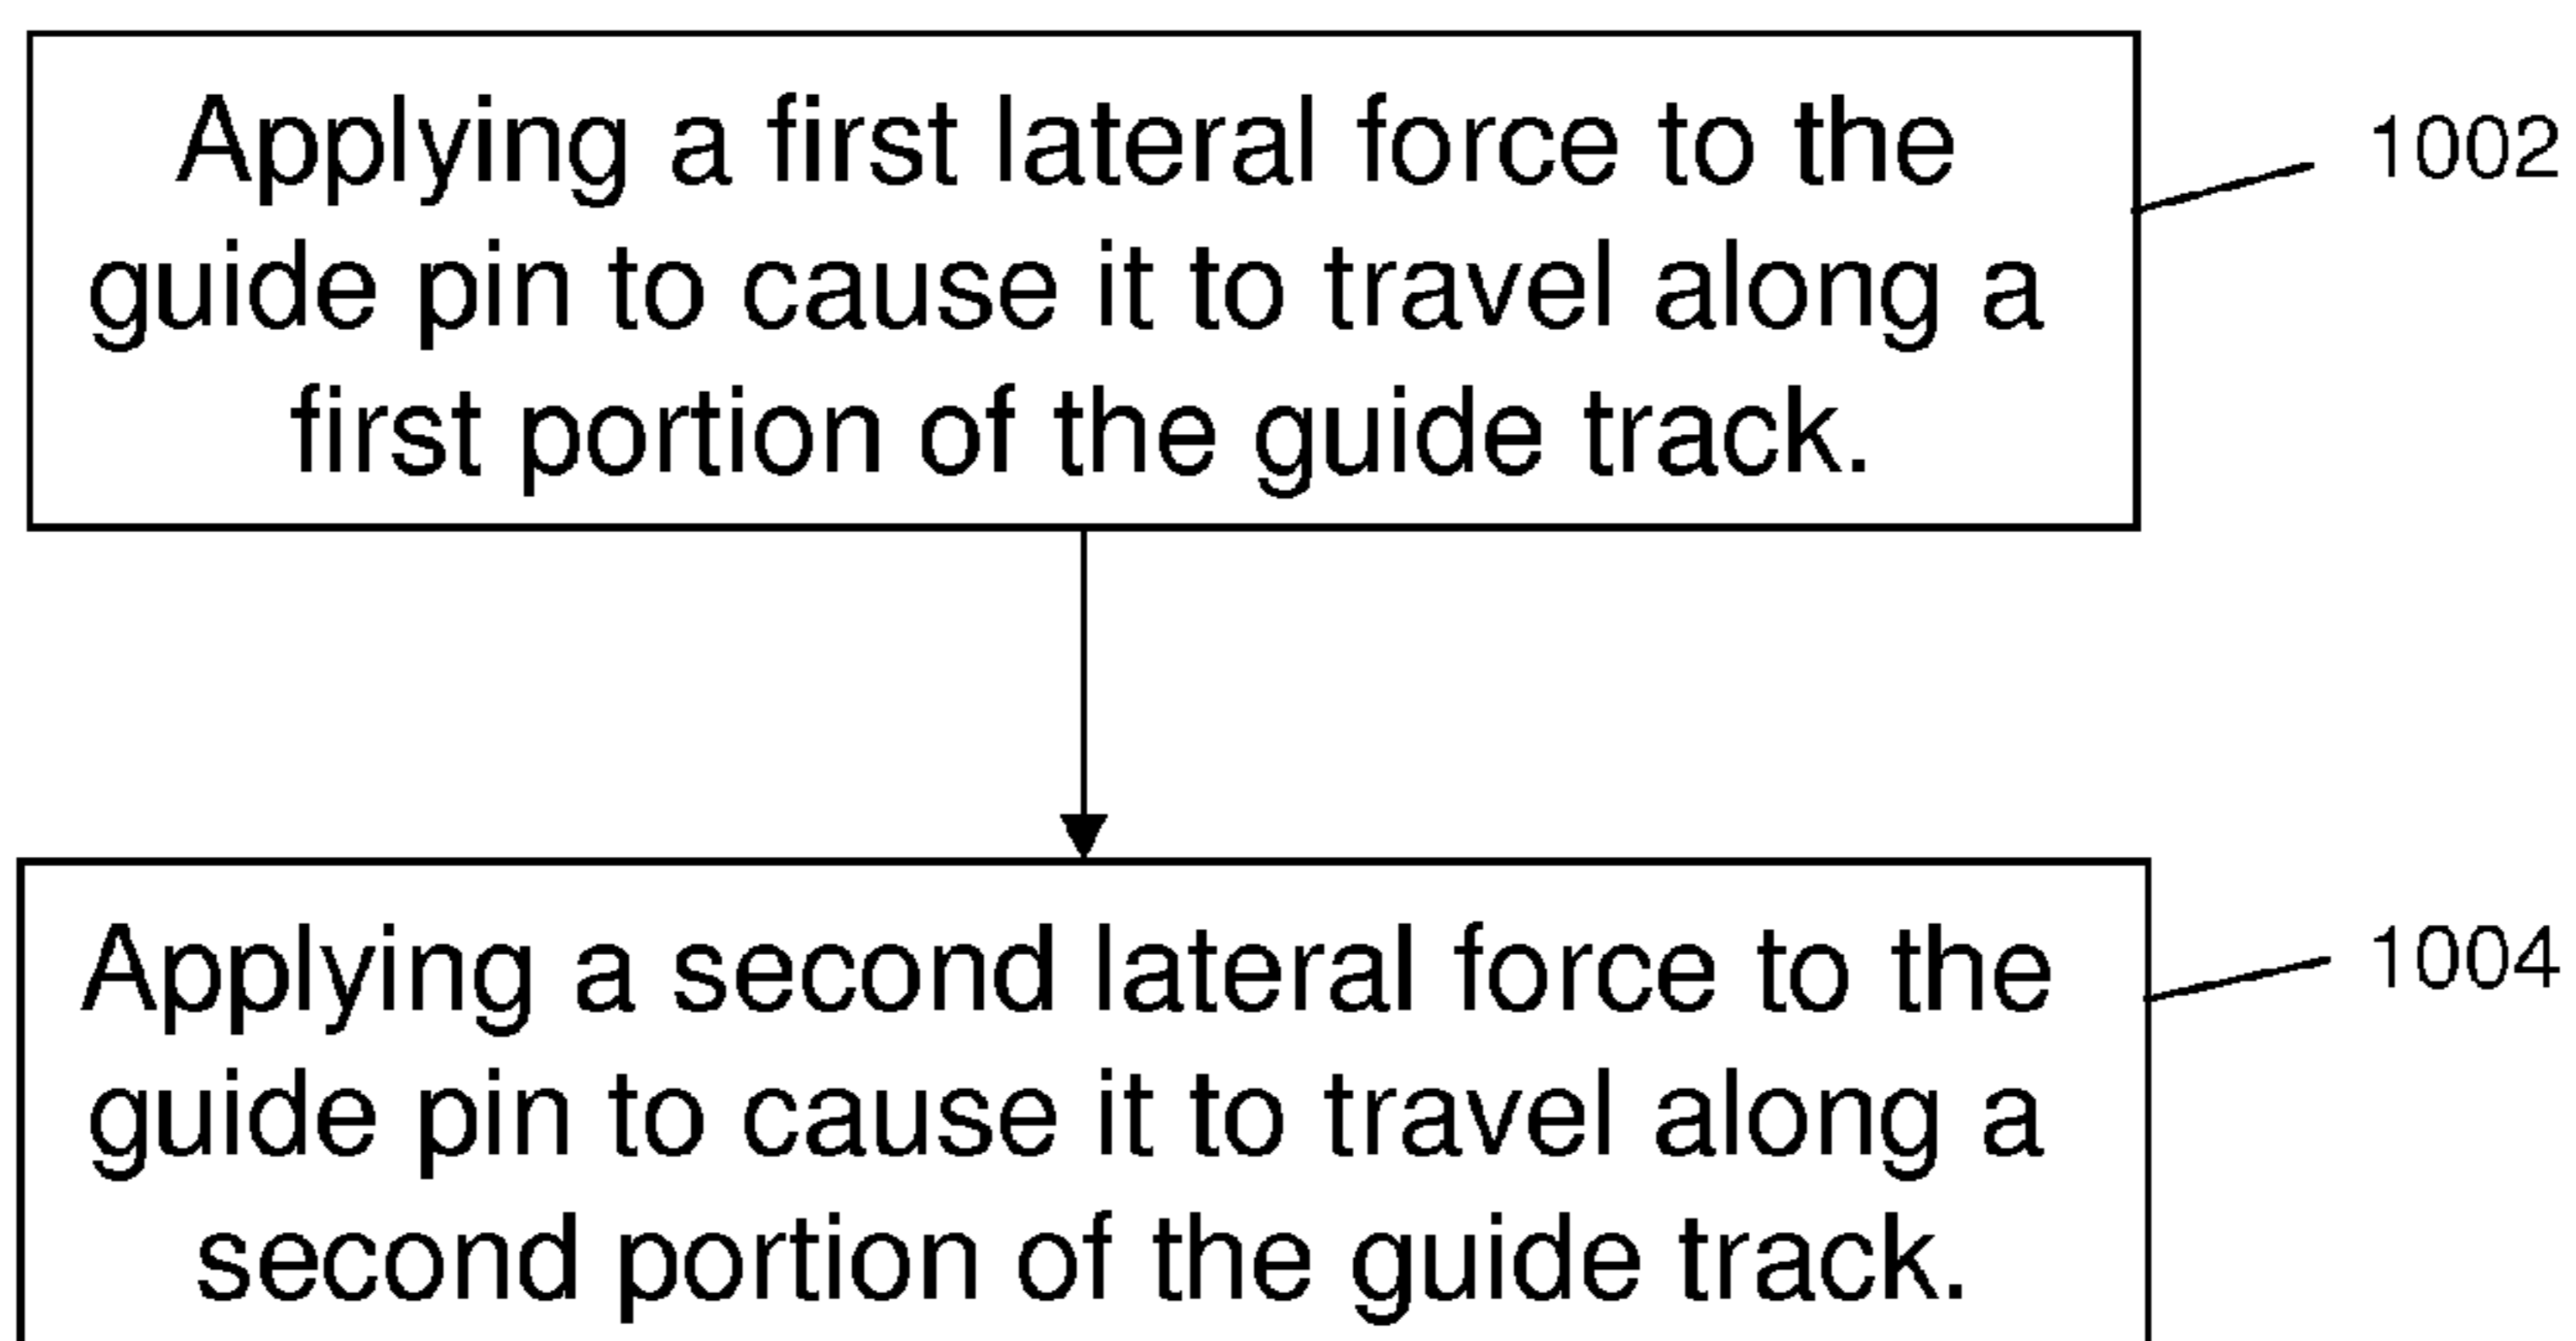 Applying a first lateral force to the
guide pin to cause it to travel along a
first portion of the guide track.
1002
Applying a second lateral force to the
guide pin to cause it to travel along a
second portion of the guide track.
1004